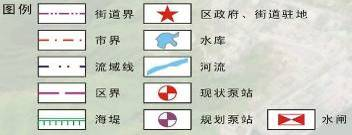 图例
街道界 区政府、街道驻地
市界 水库
流域线 河流
区界 现状泵站
海堤 规划泵站 水闸